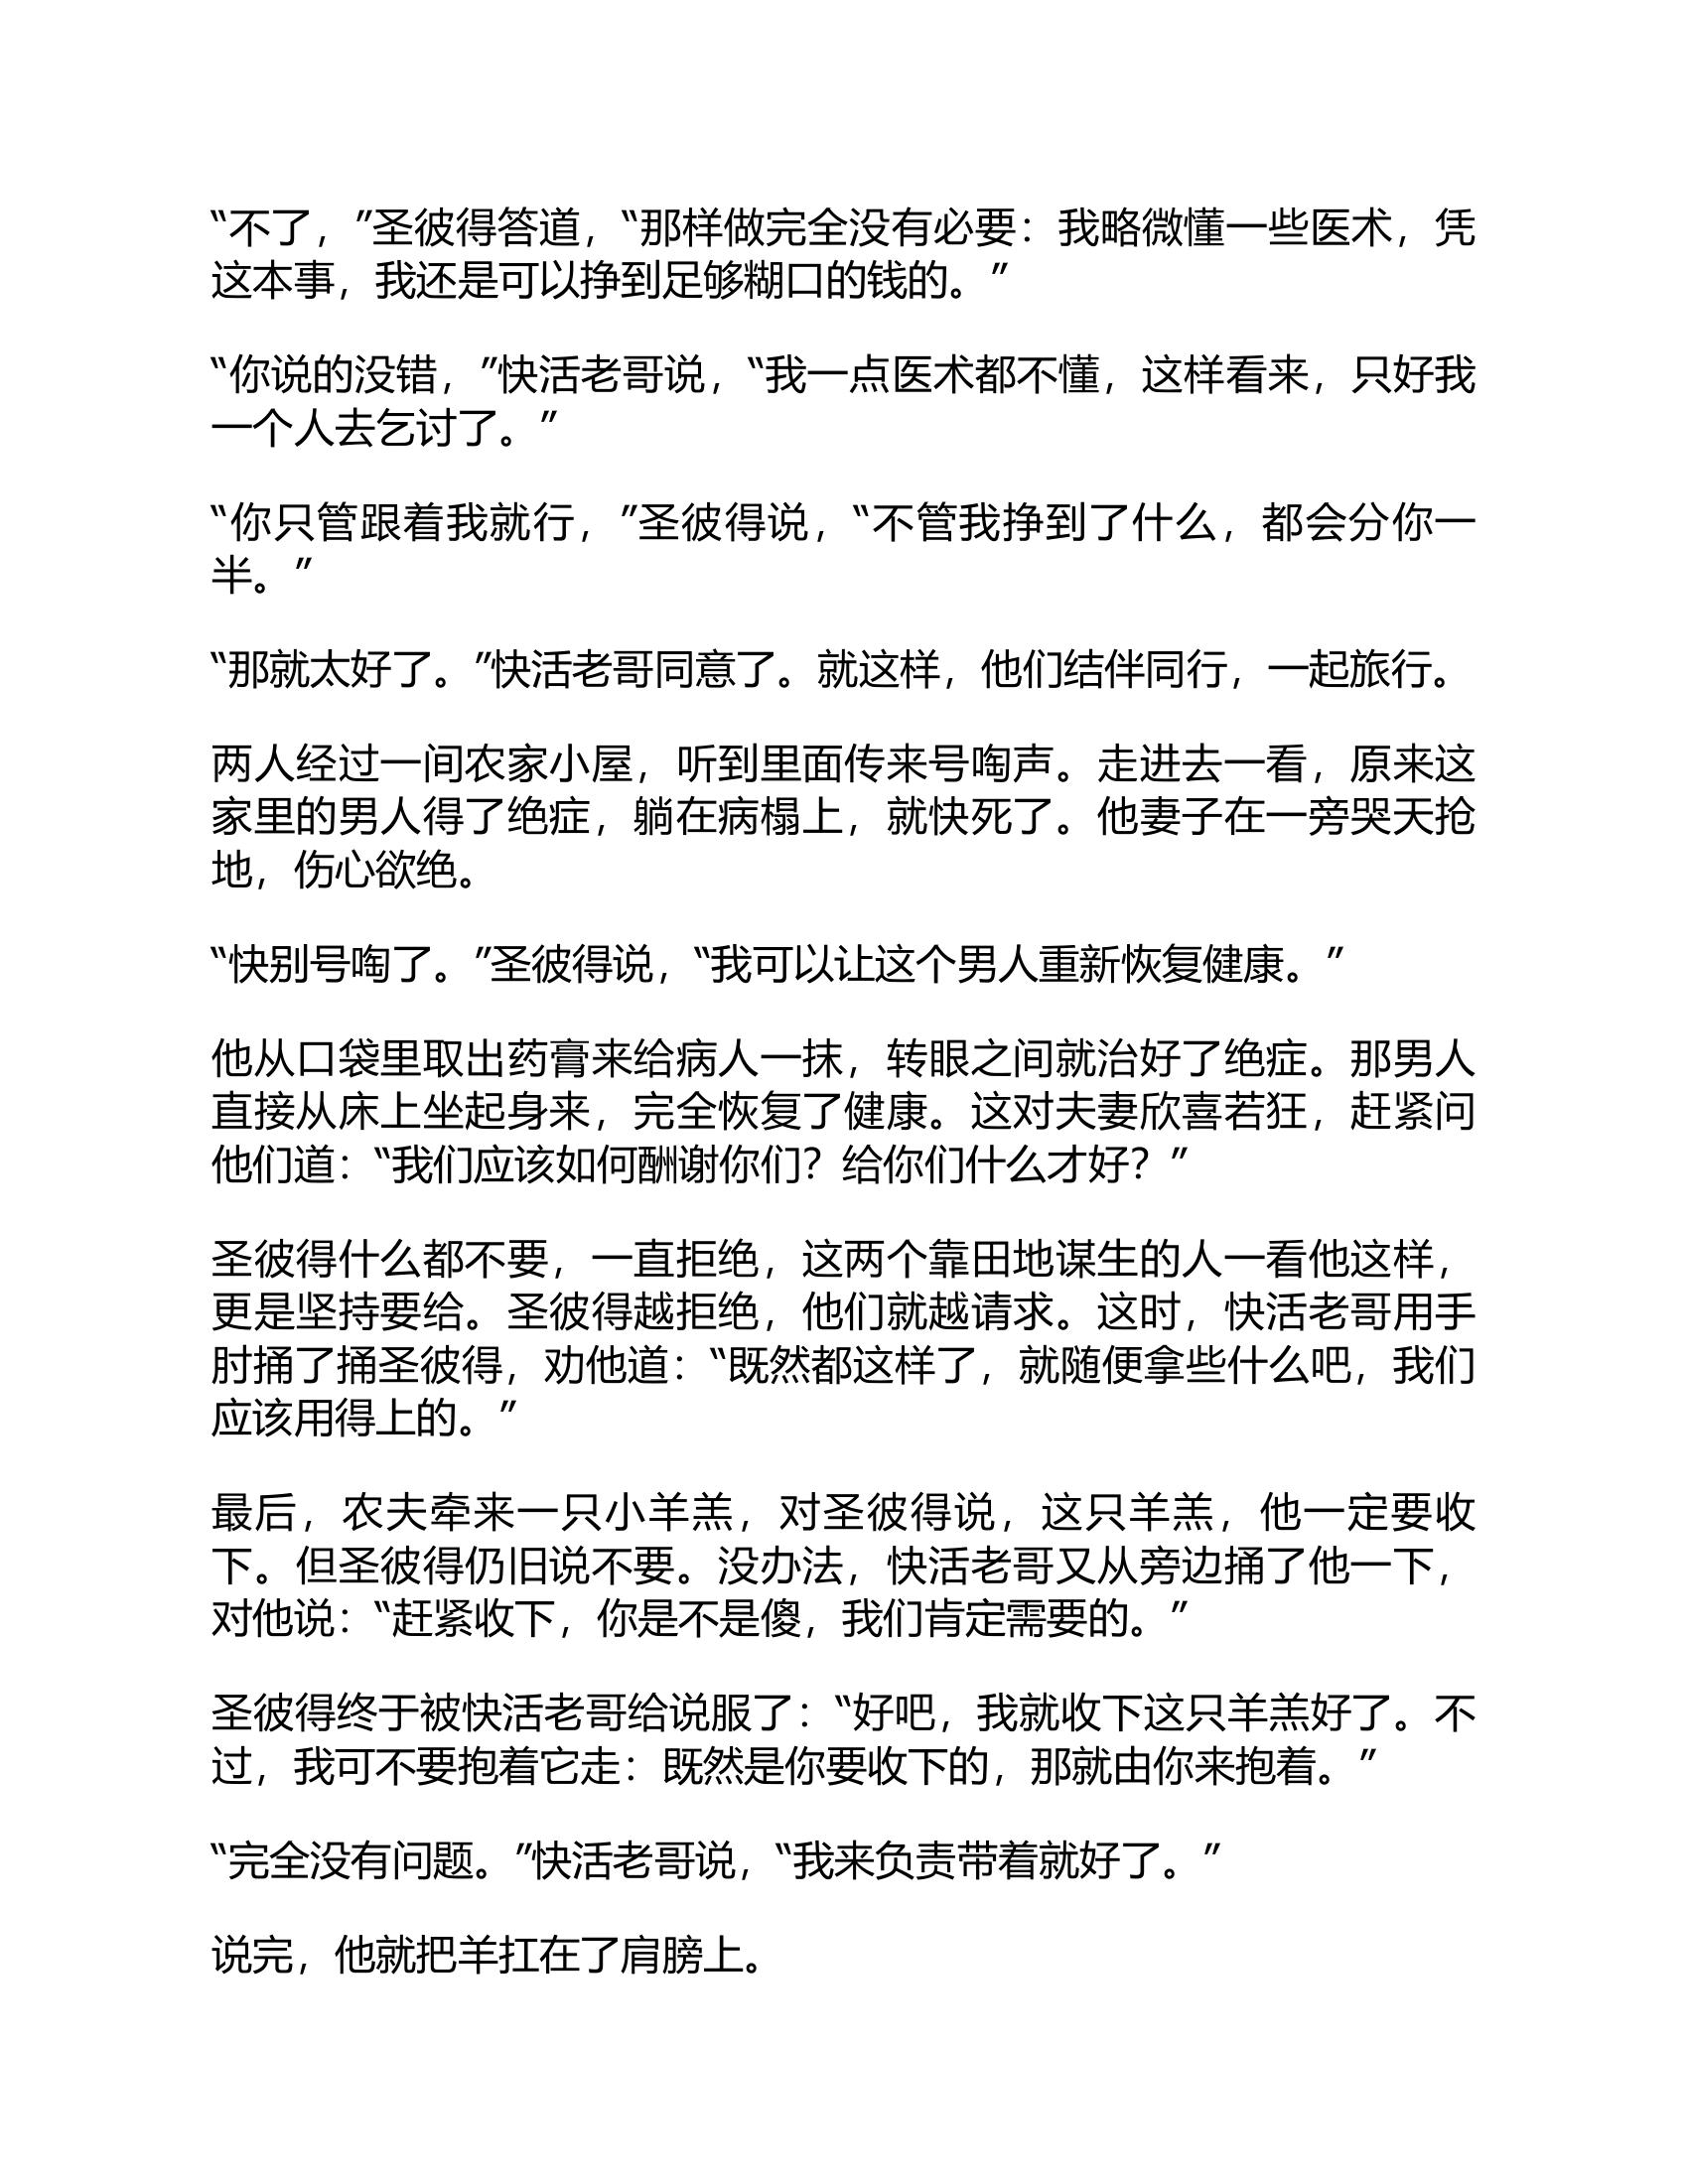 “不了，”圣彼得答道，“那样做完全没有必要：我略微懂一些医术，凭
这本事，我还是可以挣到足够糊口的钱的。”
“你说的没错，”快活老哥说，“我一点医术都不懂，这样看来，只好我
一个人去乞讨了。”
“你只管跟着我就行，”圣彼得说，“不管我挣到了什么，都会分你一
半。”
“那就太好了。”快活老哥同意了。就这样，他们结伴同行，一起旅行。
两人经过一间农家小屋，听到里面传来号啕声。走进去一看，原来这
家里的男人得了绝症，躺在病榻上，就快死了。他妻子在一旁哭天抢
地，伤心欲绝。
“快别号啕了。”圣彼得说，“我可以让这个男人重新恢复健康。”
他从口袋里取出药膏来给病人一抹，转眼之间就治好了绝症。那男人
直接从床上坐起身来，完全恢复了健康。这对夫妻欣喜若狂，赶紧问
他们道：“我们应该如何酬谢你们？给你们什么才好？”
圣彼得什么都不要，一直拒绝，这两个靠田地谋生的人一看他这样，
更是坚持要给。圣彼得越拒绝，他们就越请求。这时，快活老哥用手
肘捅了捅圣彼得，劝他道：“既然都这样了，就随便拿些什么吧，我们
应该用得上的。”
最后，农夫牵来一只小羊羔，对圣彼得说，这只羊羔，他一定要收
下。但圣彼得仍旧说不要。没办法，快活老哥又从旁边捅了他一下，
对他说：“赶紧收下，你是不是傻，我们肯定需要的。”
圣彼得终于被快活老哥给说服了：“好吧，我就收下这只羊羔好了。不
过，我可不要抱着它走：既然是你要收下的，那就由你来抱着。”
“完全没有问题。”快活老哥说，“我来负责带着就好了。”
说完，他就把羊扛在了肩膀上。